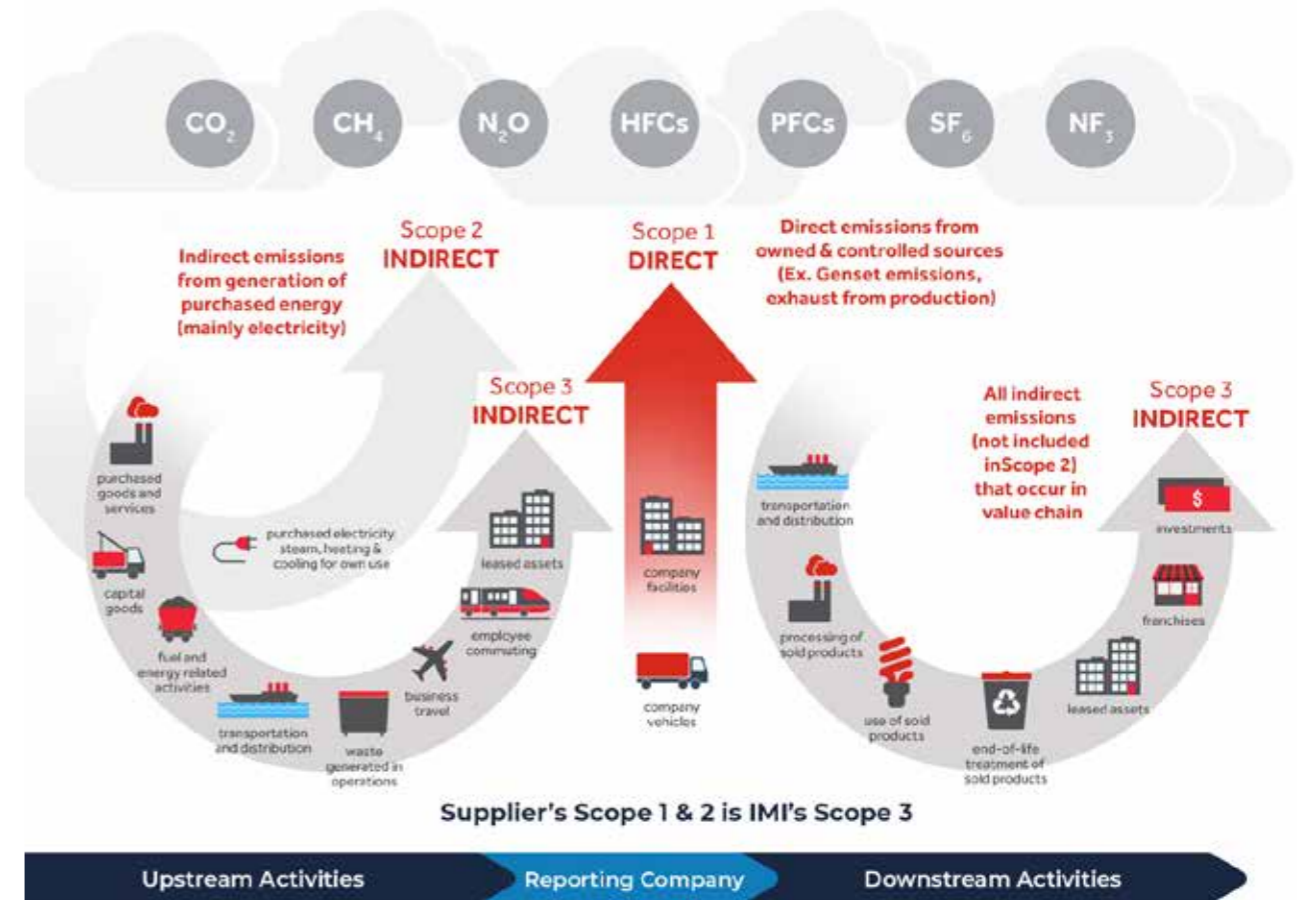 CO₂
CH₄
N₂O
HFCs
PFCs
SF₆
NF₃
Indirect emissions
from generation of
purchased energy
(mainly electricity)
Scope 2
INDIRECT
Scope 1
DIRECT
Direct emissions from
owned & controlled sources
(Ex. Genset emissions,
exhaust from production)
Scope 3
INDIRECT
All indirect
emissions
(not included
inScope 2)
that occur in
value chain
Scope 3
INDIRECT
purchased
goods and
services
capital
goods
fuel and
energy related
activities
transportation
and distribution
waste
generated in
operations
business
travel
employee
commuting
leased assets
purchased electricity
steam, heating &
cooling for own use
company
facilities
company
vehicles
transportation
and distribution
processing of
sold products
use of sold
products
end-of-life
treatment of
sold products
leased assets
franchises
$
investments
Supplier's Scope 1 & 2 is IMI's Scope 3
Upstream Activities
Reporting Company
Downstream Activities